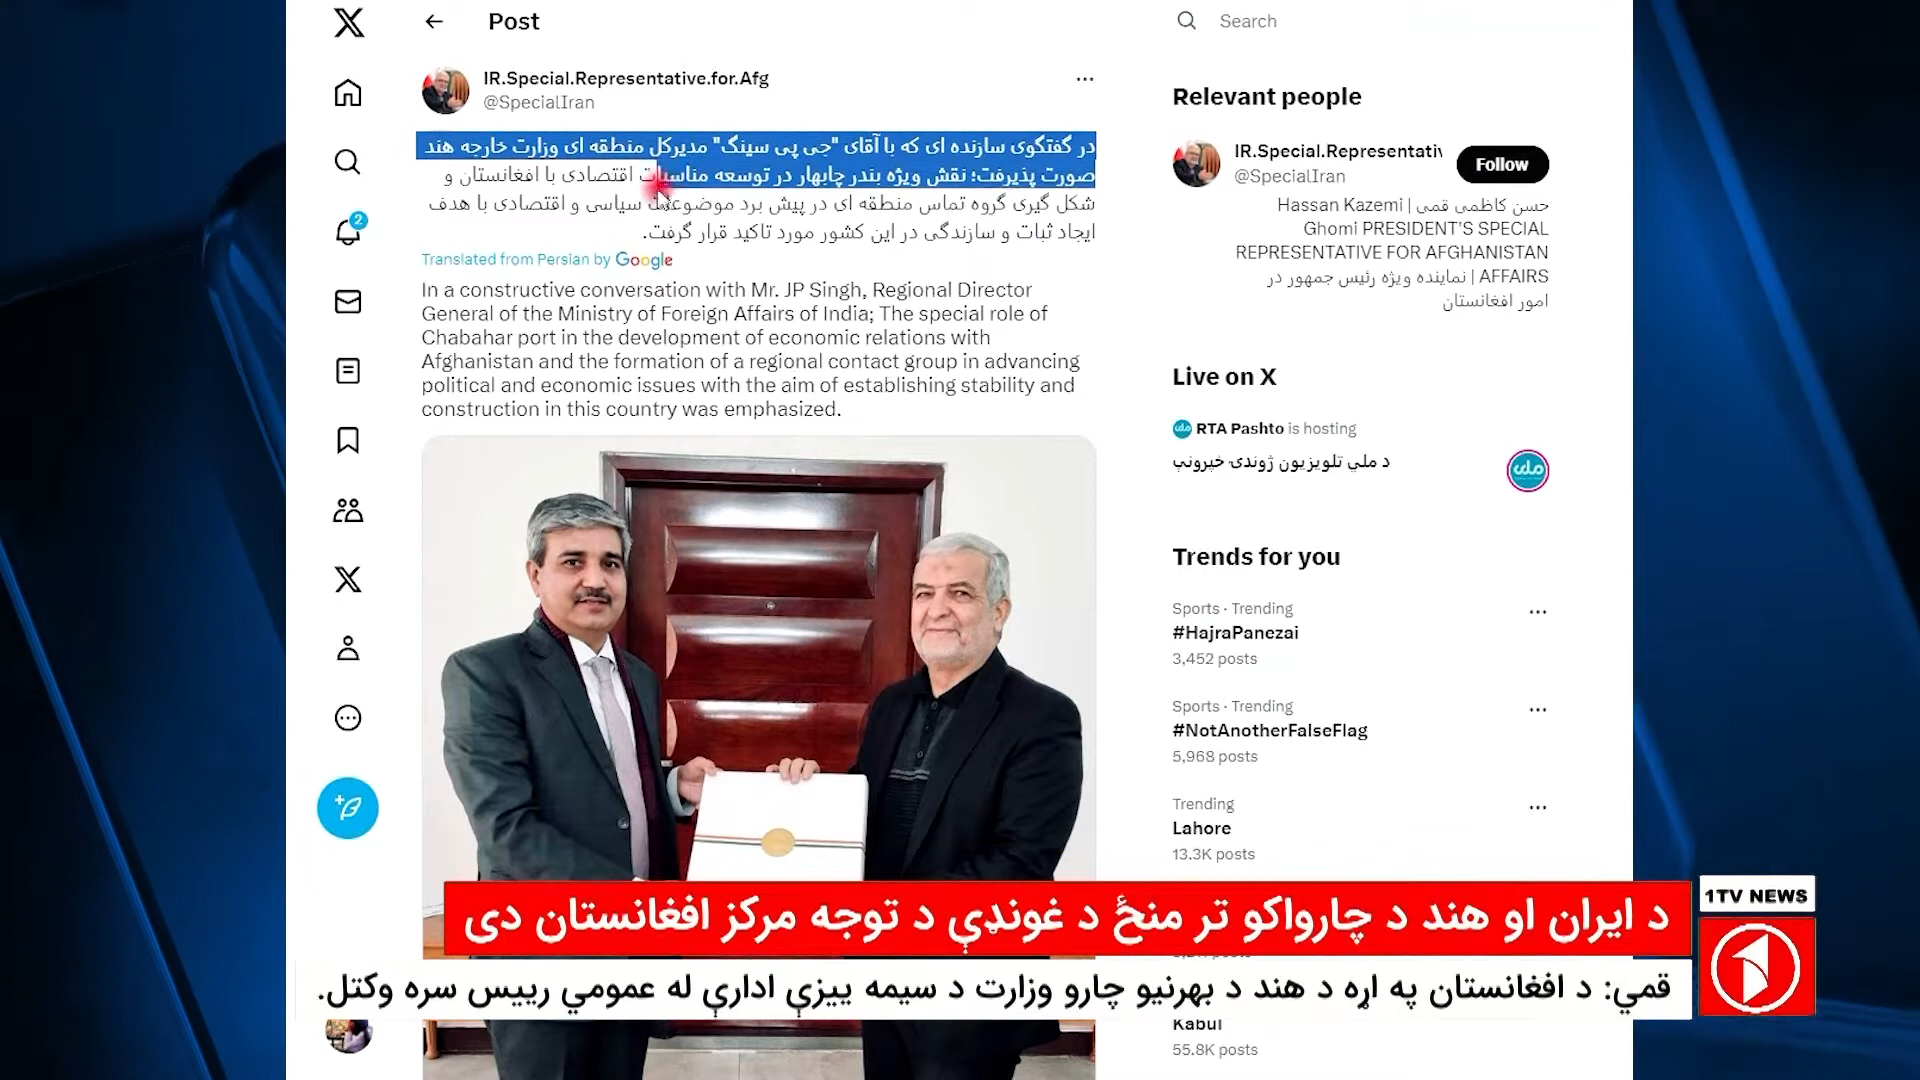 Post
IR.Special.Representative.for.Afg
@SpecialIran
در گفتگوی سازنده ای که با آقای "جی پی سینگ" مدیرکل منطقه ای وزارت خارجه هند
صورت پذیرفت؛ نقش ویژه بندر چابهار در توسعه مناسبات اقتصادی با افغانستان و
شکل گیری گروه تماس منطقه ای در پیش برد موضوعات سیاسی و اقتصادی با هدف
ایجاد ثبات و سازندگی در این کشور مورد تاکید قرار گرفت.
Translated from Persian by Google
In a constructive conversation with Mr. JP Singh, Regional Director
General of the Ministry of Foreign Affairs of India; The special role of
Chabahar port in the development of economic relations with
Afghanistan and the formation of a regional contact group in advancing
political and economic issues with the aim of establishing stability and
construction in this country was emphasized.
2
Search
Relevant people
IR.Special.Representativ
@SpecialIran
Follow
حسن کاظمی قمی | Hassan Kazemi
Ghomi PRESIDENT'S SPECIAL
REPRESENTATIVE FOR AFGHANISTAN
AFFAIRS | نماینده ویژه رئیس جمهور در
امور افغانستان
Live on X
RTA Pashto is hosting
د ملي تلویزیون ژوندۍ خپرونې
Trends for you
Sports · Trending
#HajraPanezai
3,452 posts
Sports · Trending
#NotAnotherFalseFlag
5,968 posts
Trending
Lahore
13.3K posts
Kabul
55.8K posts
د ایران او هند د چارواکو تر منځ د غونډې د توجه مرکز افغانستان دی
قمي: د افغانستان په اړه د هند د بهرنیو چارو وزارت د سیمه ییزې ادارې له عمومي رییس سره وکتل.
1TV NEWS